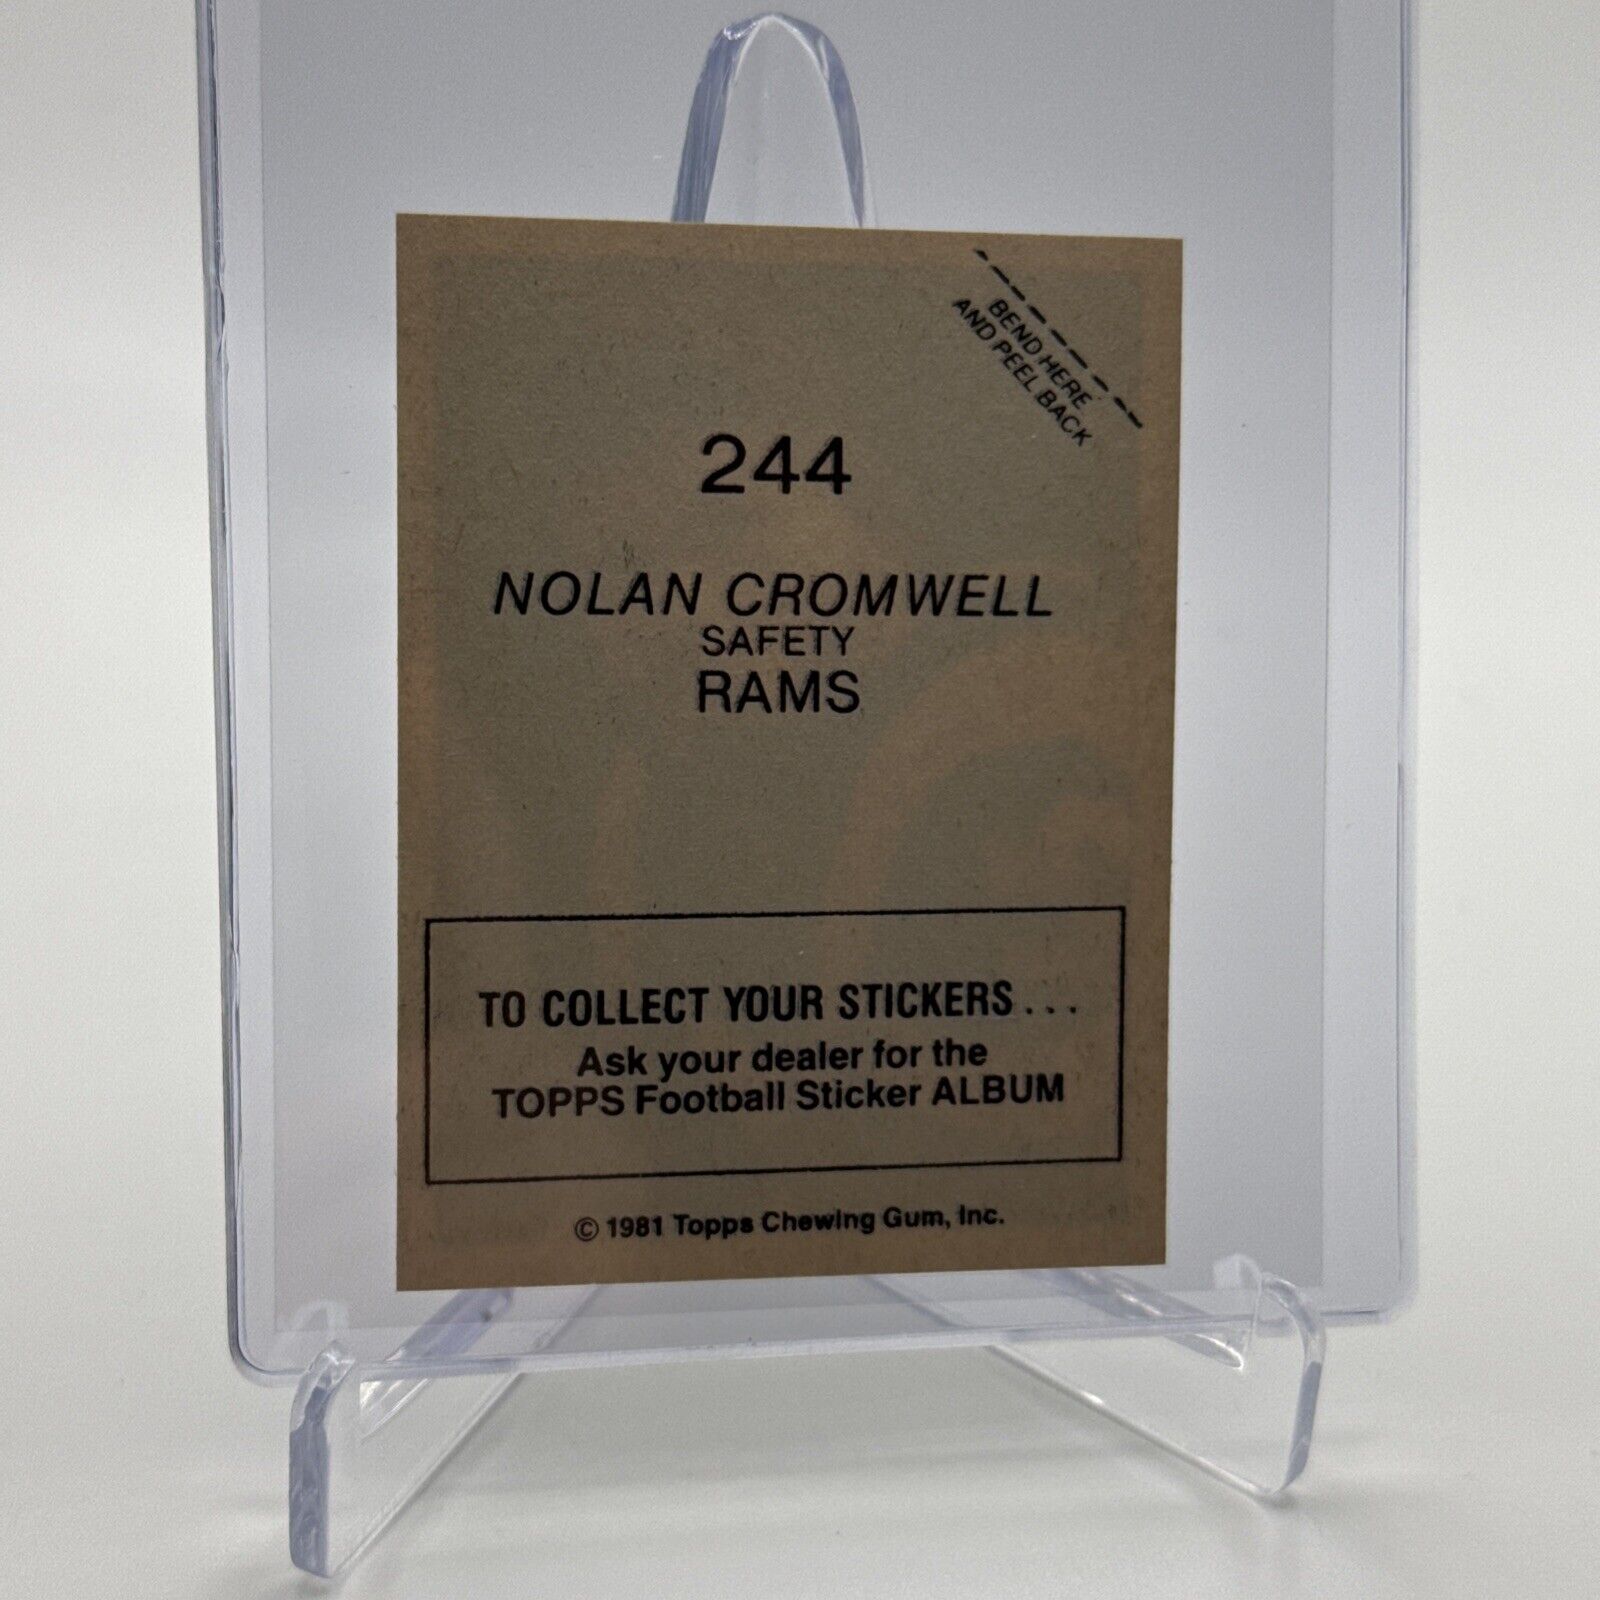 BEND HERE
AND PEEL BACK
244
NOLAN CROMWELL
SAFETY
RAMS
TO COLLECT YOUR STICKERS...
Ask your dealer for the
TOPPS Football Sticker ALBUM
© 1981 Topps Chewing Gum, Inc.